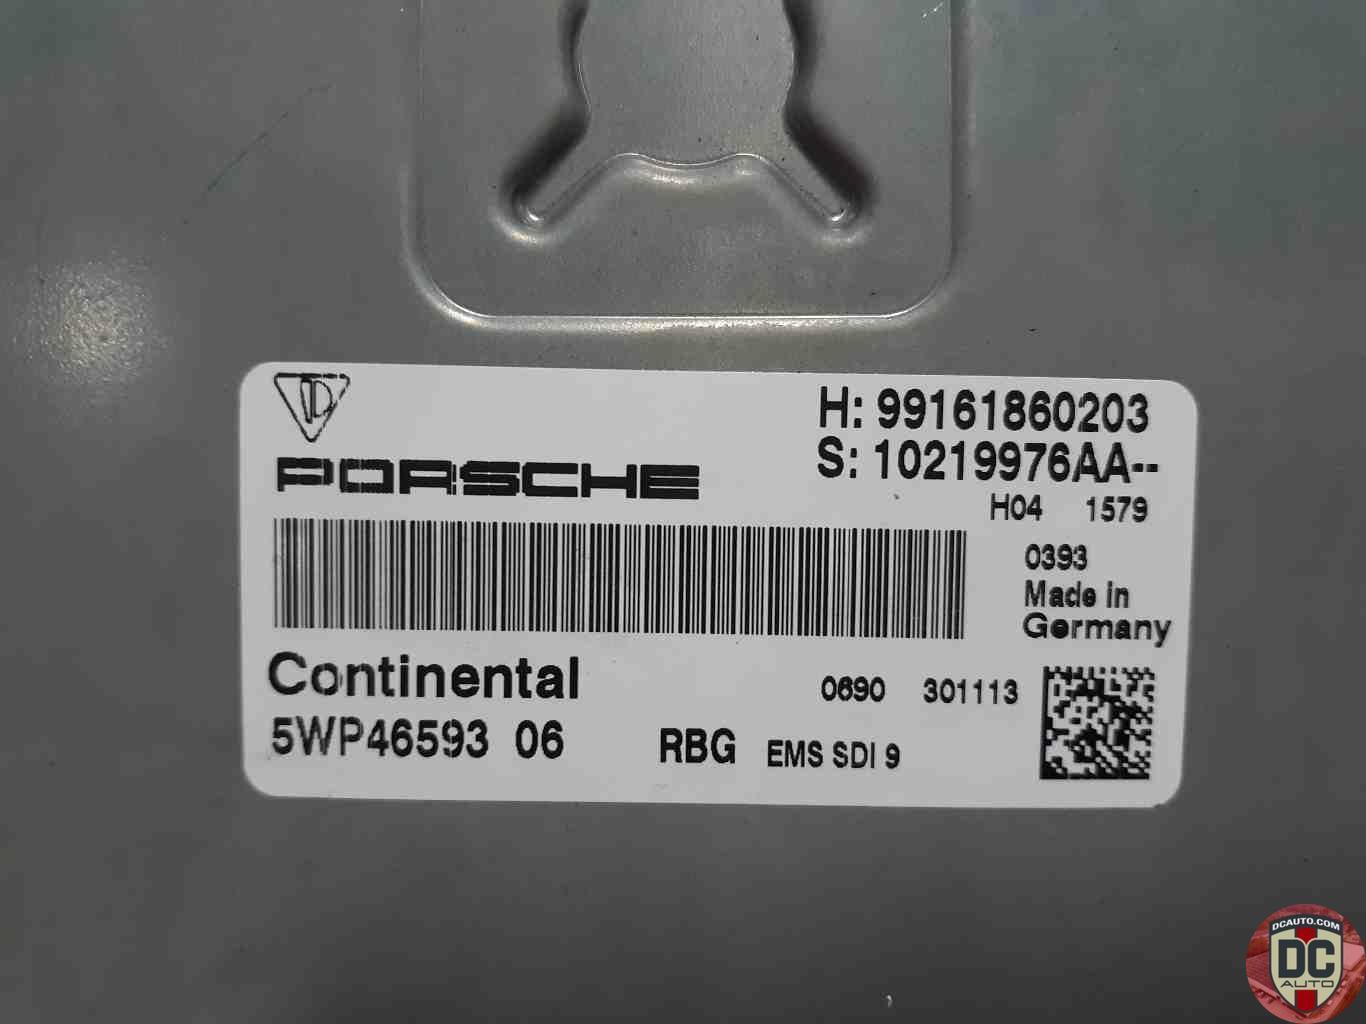 H: 99161860203
S: 10219976AA--
H04 1579
PORSCHE
0393
Made in
Germany
Continental
0690 301113
5WP46593 06 RBG EMS SDI 9
DCAUTO.COM
DC
AUTO